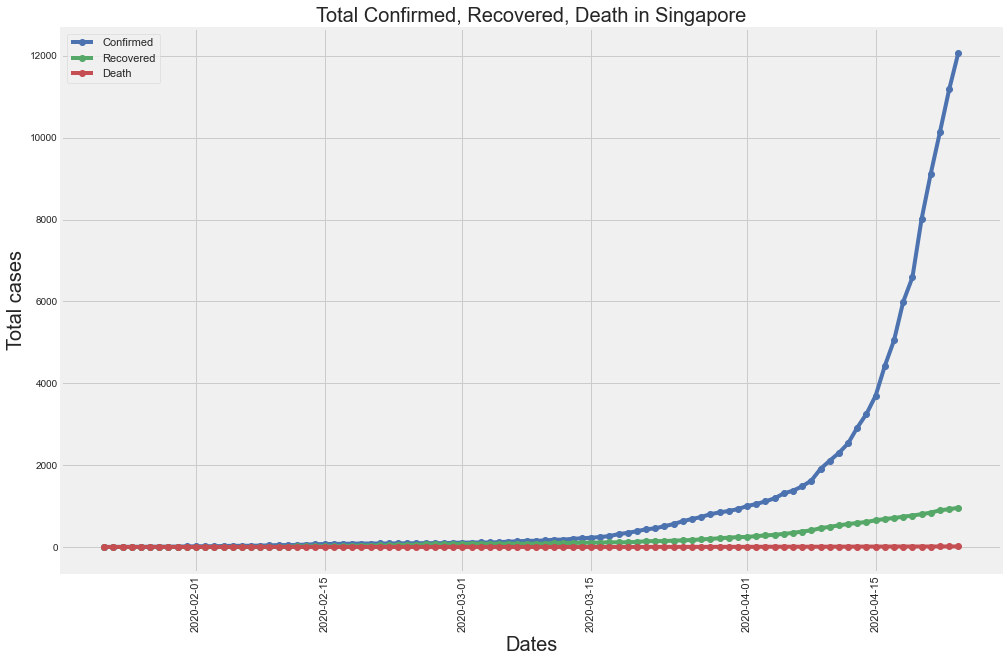 Total Confirmed, Recovered, Death in Singapore
Confirmed
Recovered
Death
12000
10000
8000
6000
4000
2000
0
Total cases
2020-02-01
2020-02-15
2020-03-01
2020-03-15
2020-04-01
2020-04-15
Dates